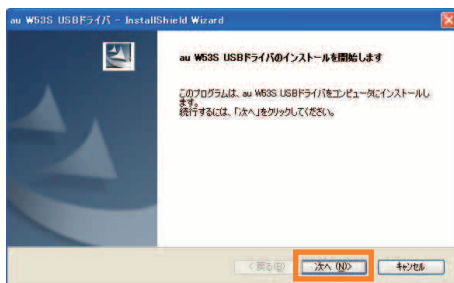 au W53S USBドライバ - InstallShield Wizard
au W53S USBドライバのインストールを開始します
このプログラムは、au W53S USBドライバをコンピュータにインストールし
ます。
続行するには、「次へ」をクリックしてください。
< 戻る(B)
次へ (N)>
キャンセル